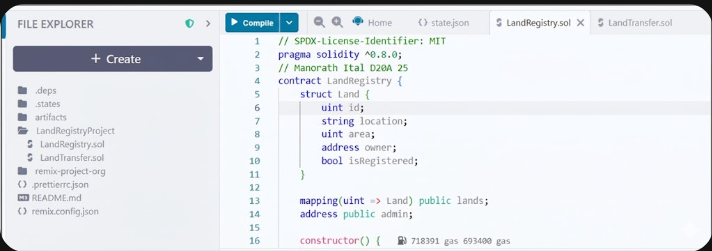 FILE EXPLORER
Create
.deps
.states
artifacts
LandRegistryProject
LandRegistry.sol
LandTransfer.sol
remix-project-org
.prettierrc.json
README.md
remix.config.json
Compile
Home
state.json
LandRegistry.sol
LandTransfer.sol
1 // SPDX-License-Identifier: MIT
2 pragma solidity ^0.8.0;
3 // Manorath Ital D20A 25
4 contract LandRegistry {
5 struct Land {
6 uint id;
7 string location;
8 uint area;
9 address owner;
10 bool isRegistered;
11 }
12
13 mapping(uint => Land) public lands;
14 address public admin;
15
16 constructor() { 718391 gas 693400 gas